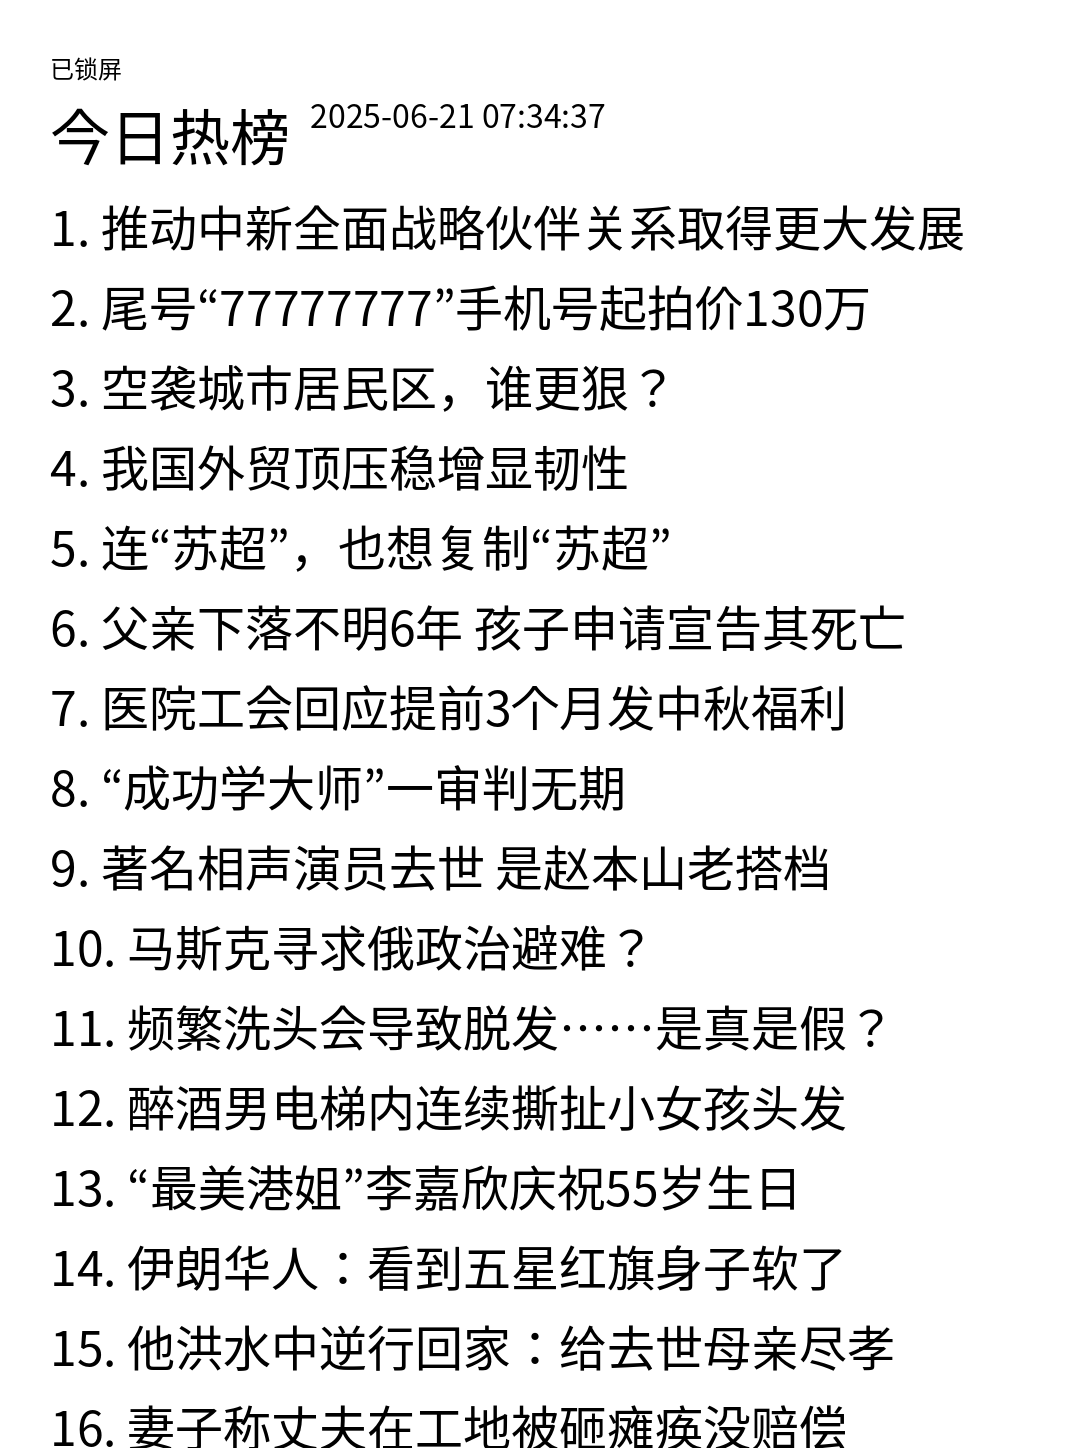 已锁屏
今日热榜 2025-06-21 07:34:37
1. 推动中新全面战略伙伴关系取得更大发展
2. 尾号“77777777”手机号起拍价130万
3. 空袭城市居民区，谁更狠？
4. 我国外贸顶压稳增显韧性
5. 连“苏超”，也想复制“苏超”
6. 父亲下落不明6年 孩子申请宣告其死亡
7. 医院工会回应提前3个月发中秋福利
8. “成功学大师”一审判无期
9. 著名相声演员去世 是赵本山老搭档
10. 马斯克寻求俄政治避难？
11. 频繁洗头会导致脱发……是真是假？
12. 醉酒男电梯内连续撕扯小女孩头发
13. “最美港姐”李嘉欣庆祝55岁生日
14. 伊朗华人：看到五星红旗身子软了
15. 他洪水中逆行回家：给去世母亲尽孝
16. 妻子称丈夫在工地被砸瘫痪没赔偿